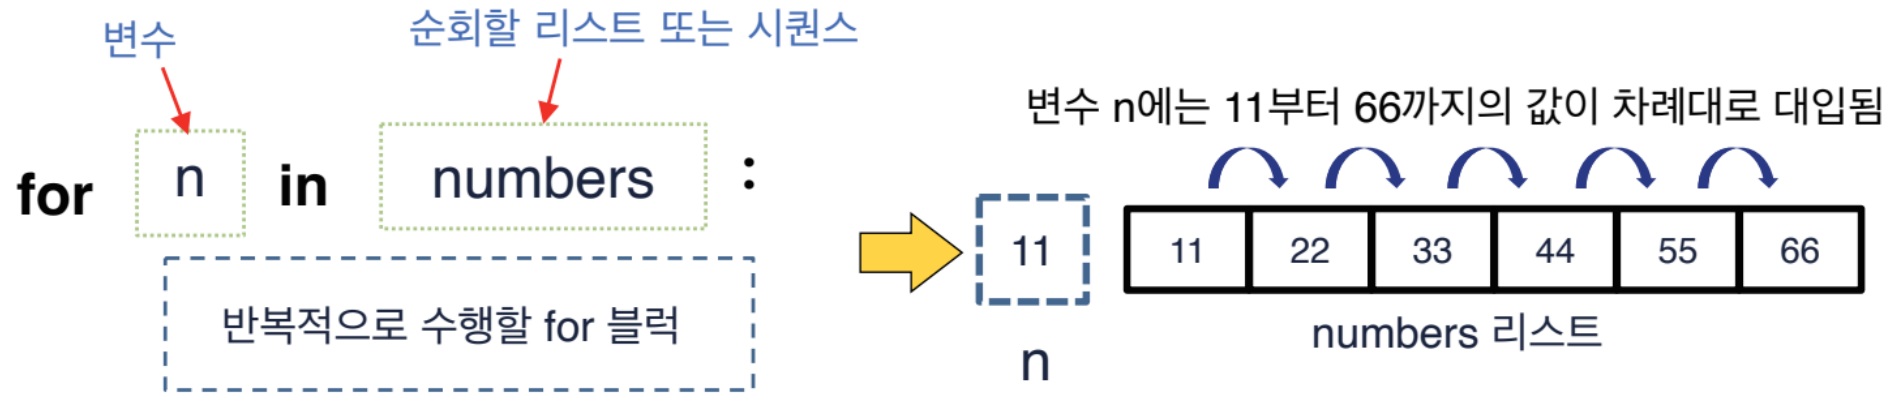 변수
순회할 리스트 또는 시퀀스
for n in numbers :
반복적으로 수행할 for 블럭
변수 n에는 11부터 66까지의 값이 차례대로 대입됨
11
n
11 22 33 44 55 66
numbers 리스트